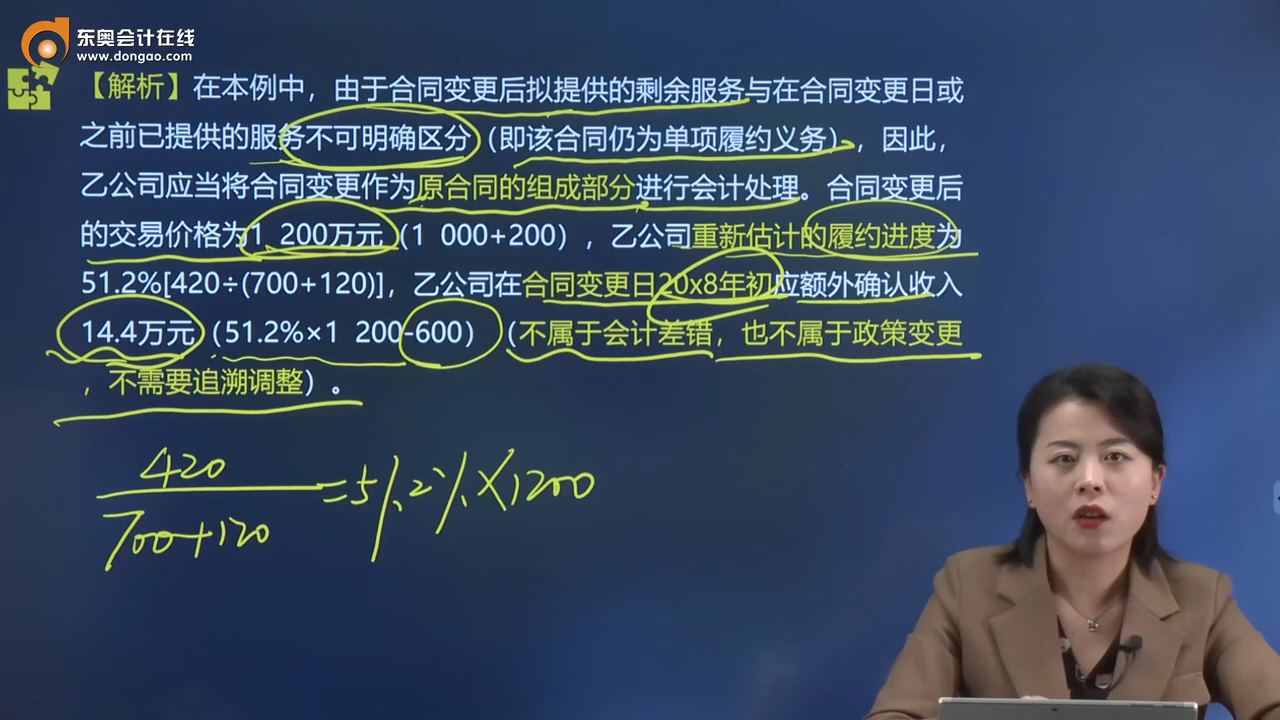 东奥会计在线
www.dongao.com
【解析】在本例中，由于合同变更后拟提供的剩余服务与在合同变更日或
之前已提供的服务不可明确区分（即该合同仍为单项履约义务），因此，
乙公司应当将合同变更作为原合同的组成部分进行会计处理。合同变更后
的交易价格为1 200万元（1 000+200），乙公司重新估计的履约进度为
51.2%[420÷(700+120)]，乙公司在合同变更日20x8年初应额外确认收入
14.4万元（51.2%×1 200-600）（不属于会计差错，也不属于政策变更
，不需要追溯调整）。
420
=51.2%×1200
700+120